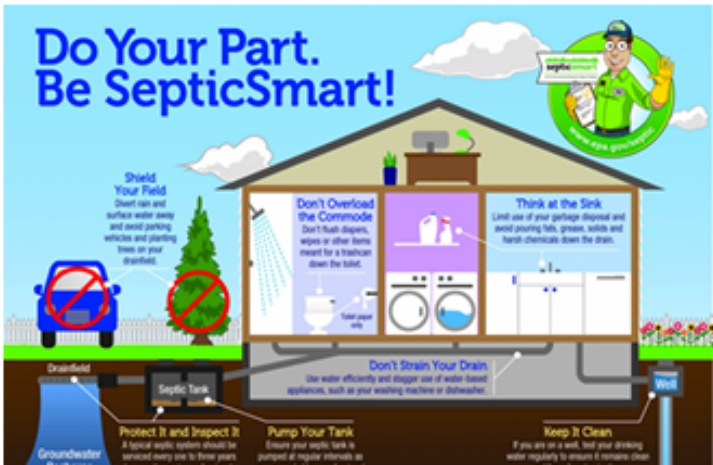 Do Your Part.
Be SepticSmart!
septicsmart
www.epa.gov/septic
Shield
Your Field
Divert rain and
surface water away
and avoid parking
vehicles and planting
trees on your
drainfield.
Don't Overload
the Commode
Don't flush diapers,
wipes or other items
meant for a trashcan
down the toilet.
Toilet paper
only
Think at the Sink
Limit use of your garbage disposal and
avoid pouring fats, grease, solids and
harsh chemicals down the drain.
Don't Strain Your Drain
Use water efficiently and stagger use of water-based
appliances, such as your washing machine or dishwasher.
Drainfield
Septic Tank
Well
Protect It and Inspect It
A typical septic system should be
serviced every one to three years
Pump Your Tank
Ensure your septic tank is
pumped at regular intervals as
Keep It Clean
If you are on a well, test your drinking
water regularly to ensure it remains clean
Groundwater